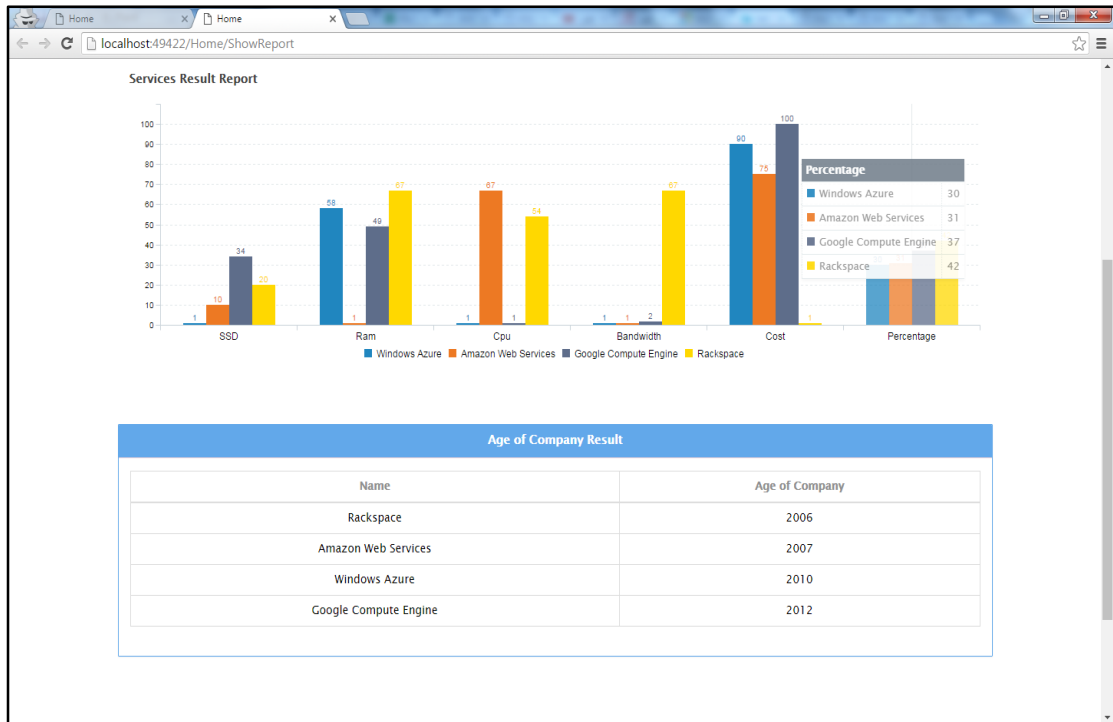 Home
Home
localhost:49422/Home/ShowReport
Services Result Report
100
90
80
70
60
50
40
30
20
10
0
1
10
34
20
58
1
49
67
1
67
1
54
1
1
2
67
90
75
100
1
Percentage
Windows Azure 30
Amazon Web Services 31
Google Compute Engine 37
Rackspace 42
SSD Ram Cpu Bandwidth Cost Percentage
Windows Azure Amazon Web Services Google Compute Engine Rackspace
Age of Company Result
Name Age of Company
Rackspace 2006
Amazon Web Services 2007
Windows Azure 2010
Google Compute Engine 2012